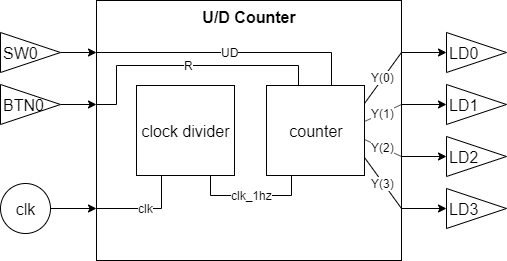 U/D Counter
SW0
UD
LD0
R
Y(0)
BTN0
LD1
Y(1)
clock divider
counter
Y(2)
LD2
Y(3)
clk
clk
clk_1hz
LD3